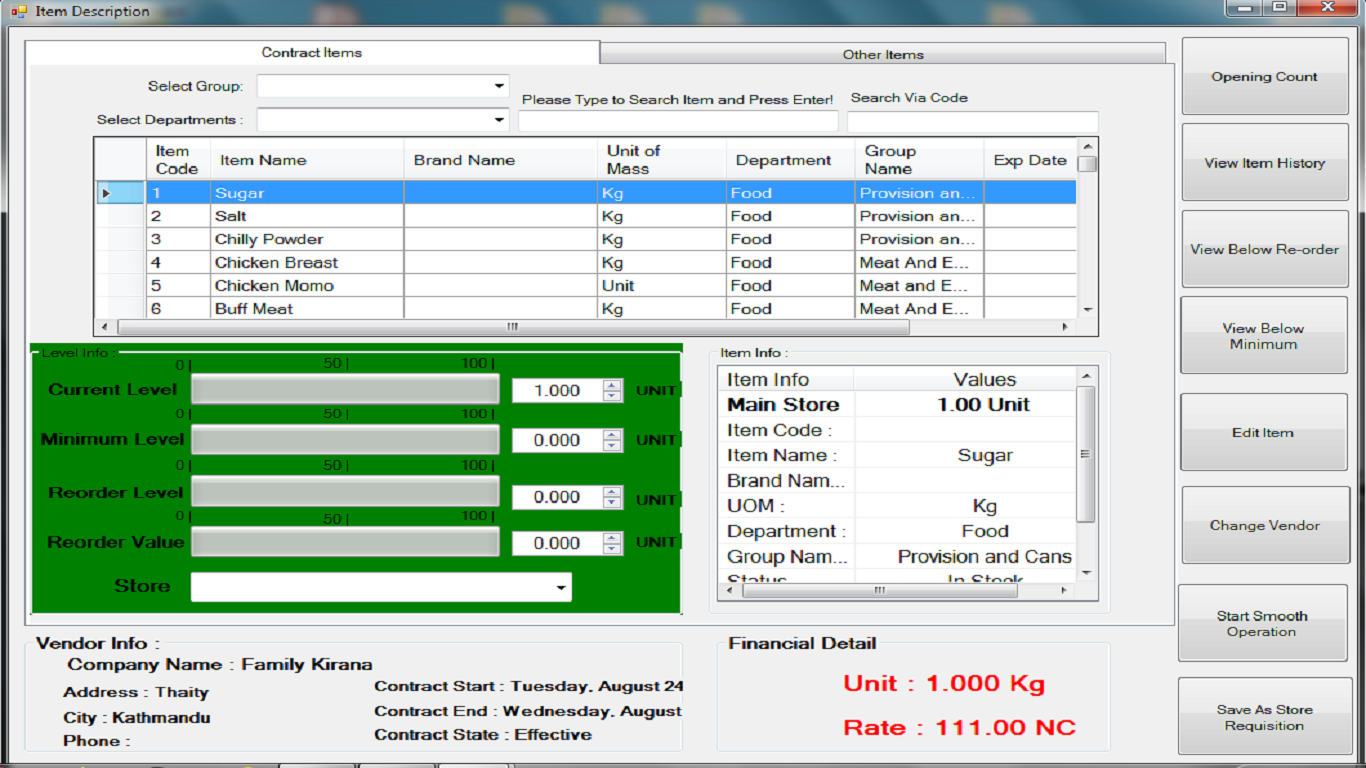 Item Description
Contract Items
Other Items
Select Group:
Please Type to Search Item and Press Enter!
Search Via Code
Select Departments :
Item Code Item Name Brand Name Unit of Mass Department Group Name Exp Date
1 Sugar Kg Food Provision an...
2 Salt Kg Food Provision an...
3 Chilly Powder Kg Food Provision an...
4 Chicken Breast Kg Food Meat And E...
5 Chicken Momo Unit Food Meat and E...
6 Buff Meat Kg Food Meat And E...
Level Info :
0 | 50 | 100 |
Current Level 1.000 UNIT
0 | 50 | 100 |
Minimum Level 0.000 UNIT
0 | 50 | 100 |
Reorder Level 0.000 UNIT
0 | 50 | 100 |
Reorder Value 0.000 UNIT
Store
Item Info :
Item Info Values
Main Store 1.00 Unit
Item Code :
Item Name : Sugar
Brand Nam...
UOM : Kg
Department : Food
Group Nam... Provision and Cans
Status In Stock
Vendor Info :
Company Name : Family Kirana
Address : Thaity
City : Kathmandu
Phone :
Contract Start : Tuesday, August 24
Contract End : Wednesday, August
Contract State : Effective
Financial Detail
Unit : 1.000 Kg
Rate : 111.00 NC
Opening Count
View Item History
View Below Re-order
View Below
Minimum
Edit Item
Change Vendor
Start Smooth
Operation
Save As Store
Requisition